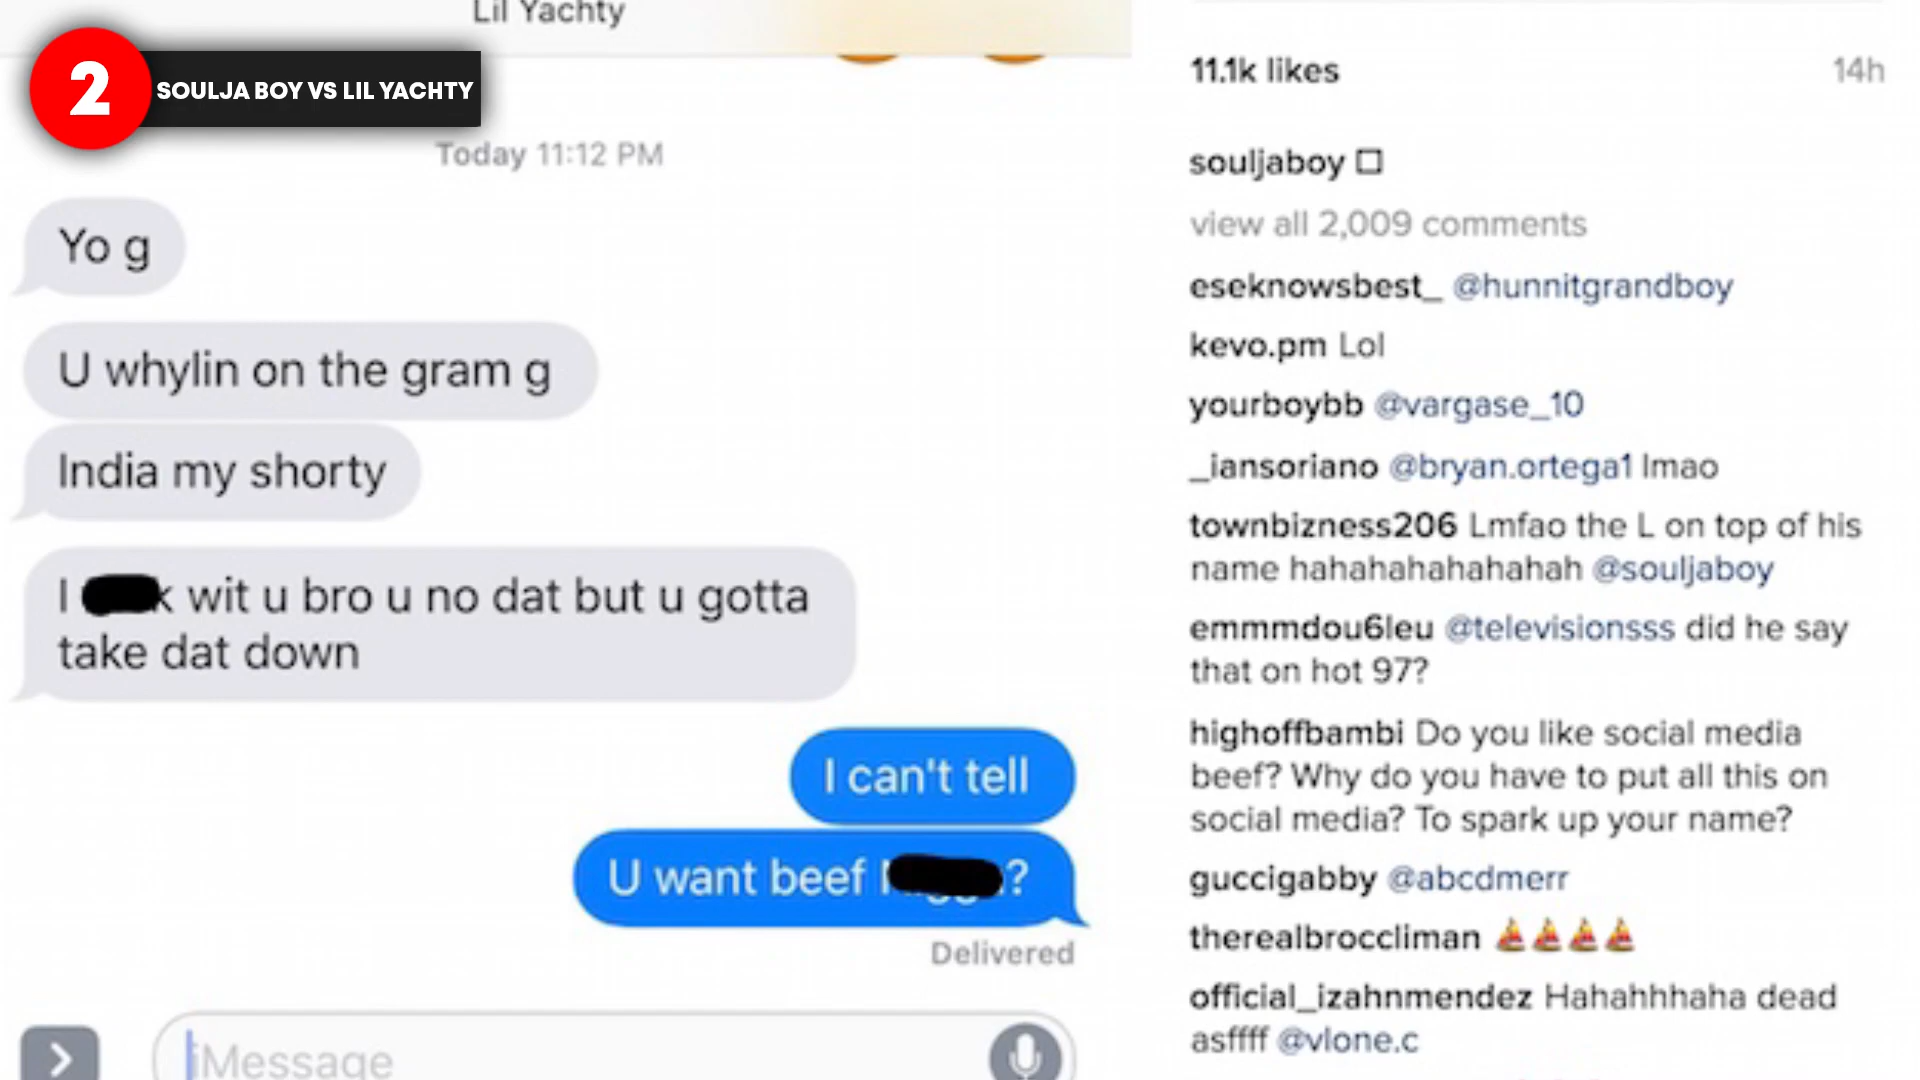 Lil Yachty
2
SOULJA BOY VS LIL YACHTY
Today 11:12 PM
Yo g
U whylin on the gram g
India my shorty
I k wit u bro u no dat but u gotta
take dat down
I can't tell
U want beef ?
Delivered
iMessage
11.1k likes
14h
souljaboy
view all 2,009 comments
eseknowsbest_ @hunnitgrandboy
kevo.pm Lol
yourboybb @vargase_10
_iansoriano @bryan.ortega1 lmao
townbizness206 Lmfao the L on top of his
name hahahahahahahah @souljaboy
emmmdou6leu @televisionsss did he say
that on hot 97?
highoffbambi Do you like social media
beef? Why do you have to put all this on
social media? To spark up your name?
guccigabby @abcdmerr
therealbroccliman
official_izahnmendez Hahahhhaha dead
asffff @vlone.c